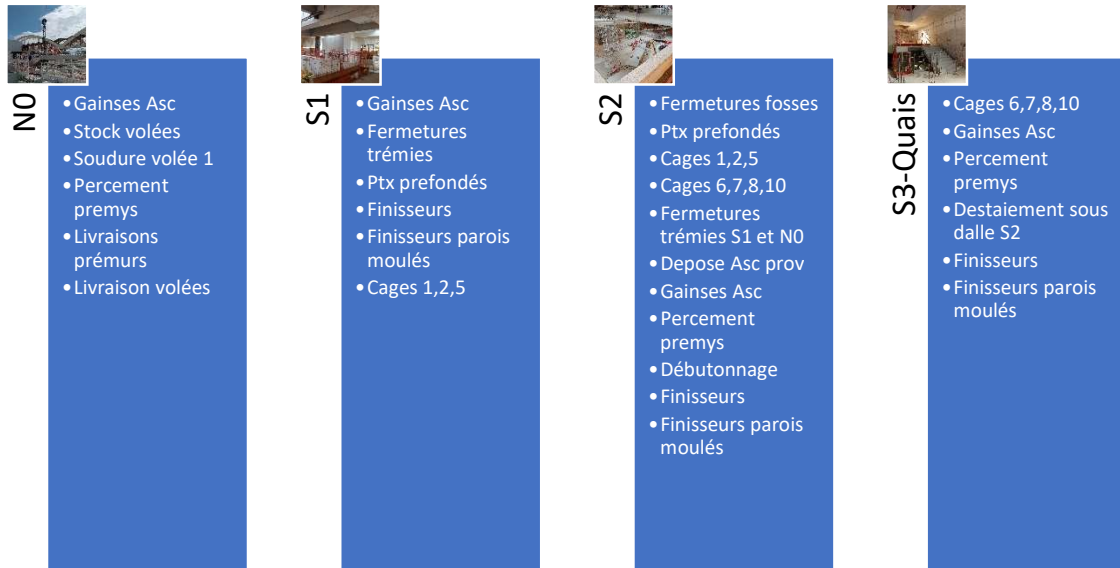 N0
•Gainses Asc
•Stock volées
•Soudure volée 1
•Percement
premys
•Livraisons
prémurs
•Livraison volées
S1
•Gainses Asc
•Fermetures
trémies
•Ptx prefondés
•Finisseurs
•Finisseurs parois
moulés
•Cages 1,2,5
S2
•Fermetures fosses
•Ptx prefondés
•Cages 1,2,5
•Cages 6,7,8,10
•Fermetures
trémies S1 et N0
•Depose Asc prov
•Gainses Asc
•Percement
premys
•Débutonnage
•Finisseurs
•Finisseurs parois
moulés
S3-Quais
•Cages 6,7,8,10
•Gainses Asc
•Percement
premys
•Destaiement sous
dalle S2
•Finisseurs
•Finisseurs parois
moulés